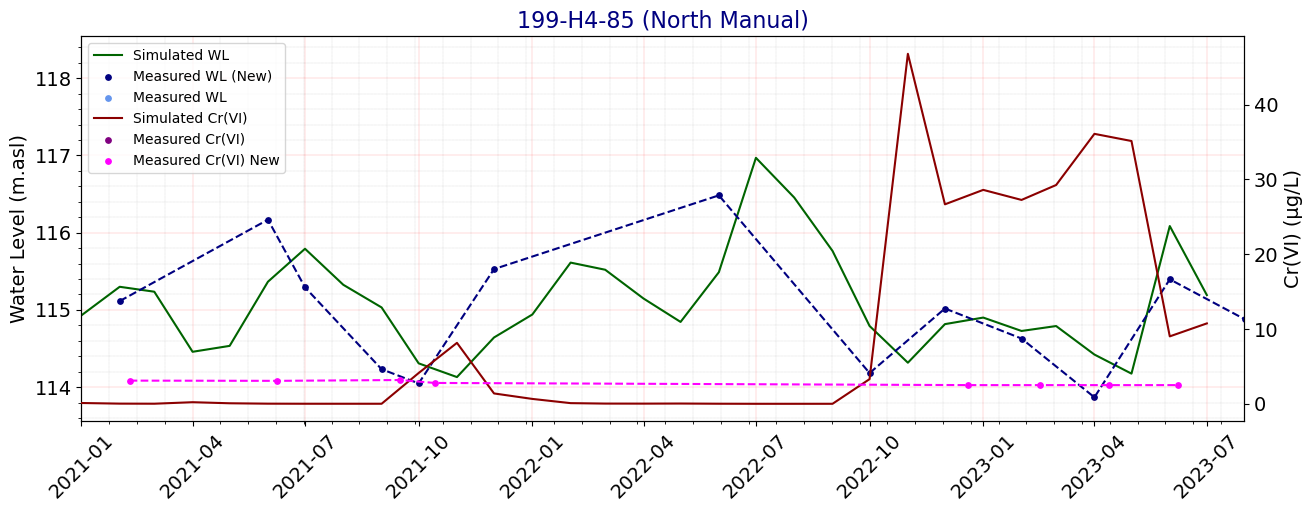 199-H4-85 (North Manual)
Simulated WL
Measured WL (New)
Measured WL
Simulated Cr(VI)
Measured Cr(VI)
Measured Cr(VI) New
Water Level (m.asl)
118
117
116
115
114
Cr(VI) (µg/L)
40
30
20
10
0
2021-01
2021-04
2021-07
2021-10
2022-01
2022-04
2022-07
2022-10
2023-01
2023-04
2023-07